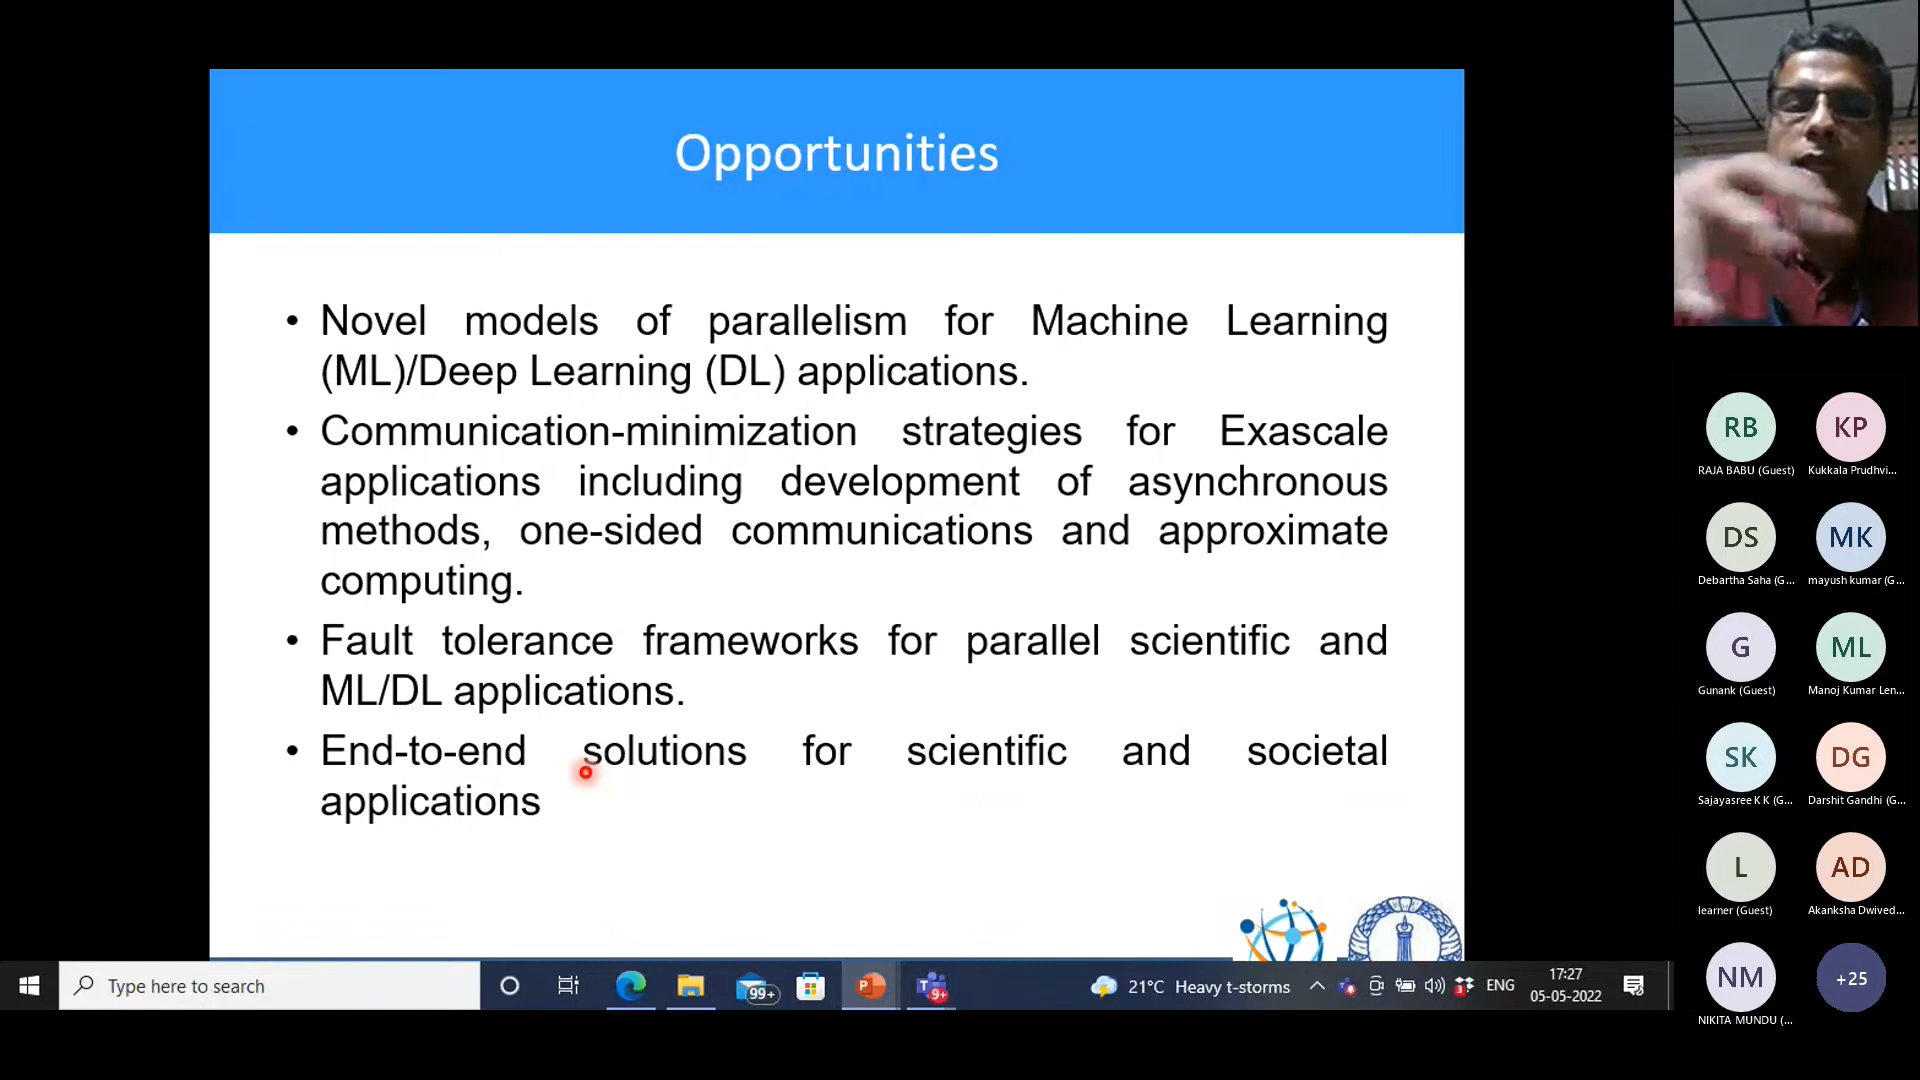 Opportunities
• Novel models of parallelism for Machine Learning
(ML)/Deep Learning (DL) applications.
• Communication-minimization strategies for Exascale
applications including development of asynchronous
methods, one-sided communications and approximate
computing.
• Fault tolerance frameworks for parallel scientific and
ML/DL applications.
• End-to-end solutions for scientific and societal
applications
RB KP
RAJA BABU (Guest) Kukkala Prudhvi...
DS MK
Debartha Saha (G... mayush kumar (G...
G ML
Gunank (Guest) Manoj Kumar Len...
SK DG
Sajayasree K K (G... Darshit Gandhi (G...
L AD
learner (Guest) Akanksha Dwived...
NM +25
NIKITA MUNDU (...
Type here to search
99+
P
T
9+
21°C Heavy t-storms
3
ENG
17:27
05-05-2022